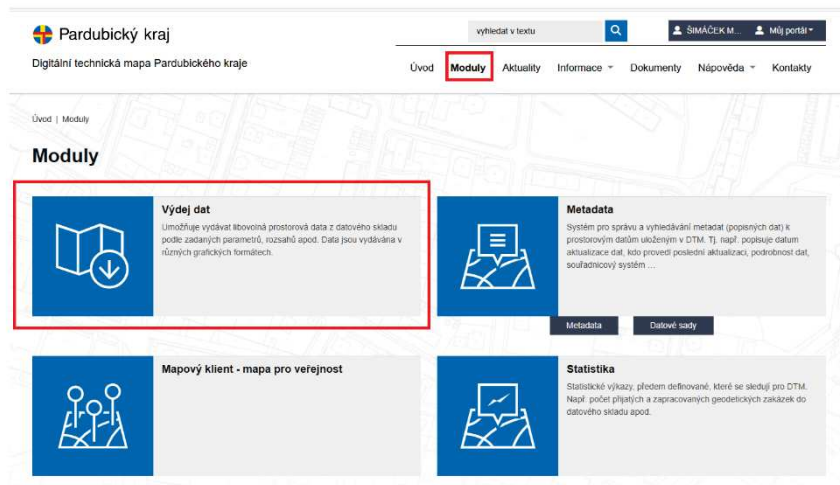 Pardubický kraj
vyhledat v textu
ŠIMÁČEK M...
Můj portál
Digitální technická mapa Pardubického kraje
Úvod Moduly Aktuality Informace Dokumenty Nápověda Kontakty
Úvod | Moduly
Moduly
Výdej dat
Umožňuje vydávat libovolná prostorová data z datového skladu
podle zadaných parametrů, rozsahů apod. Data jsou vydávána v
různých grafických formátech.
Metadata
Systém pro správu a vyhledávání metadat (popisných dat) k
prostorovým datům uloženým v DTM. Tj. např. popisuje datum
aktualizace dat, kdo provedl poslední aktualizaci, podrobnost dat,
souřadnicový systém ...
Metadata
Datové sady
Mapový klient - mapa pro veřejnost
Statistika
Statistické výkazy, předem definované, které se sledují pro DTM.
Např. počet přijatých a zapracovaných geodetických zakázek do
datového skladu apod.